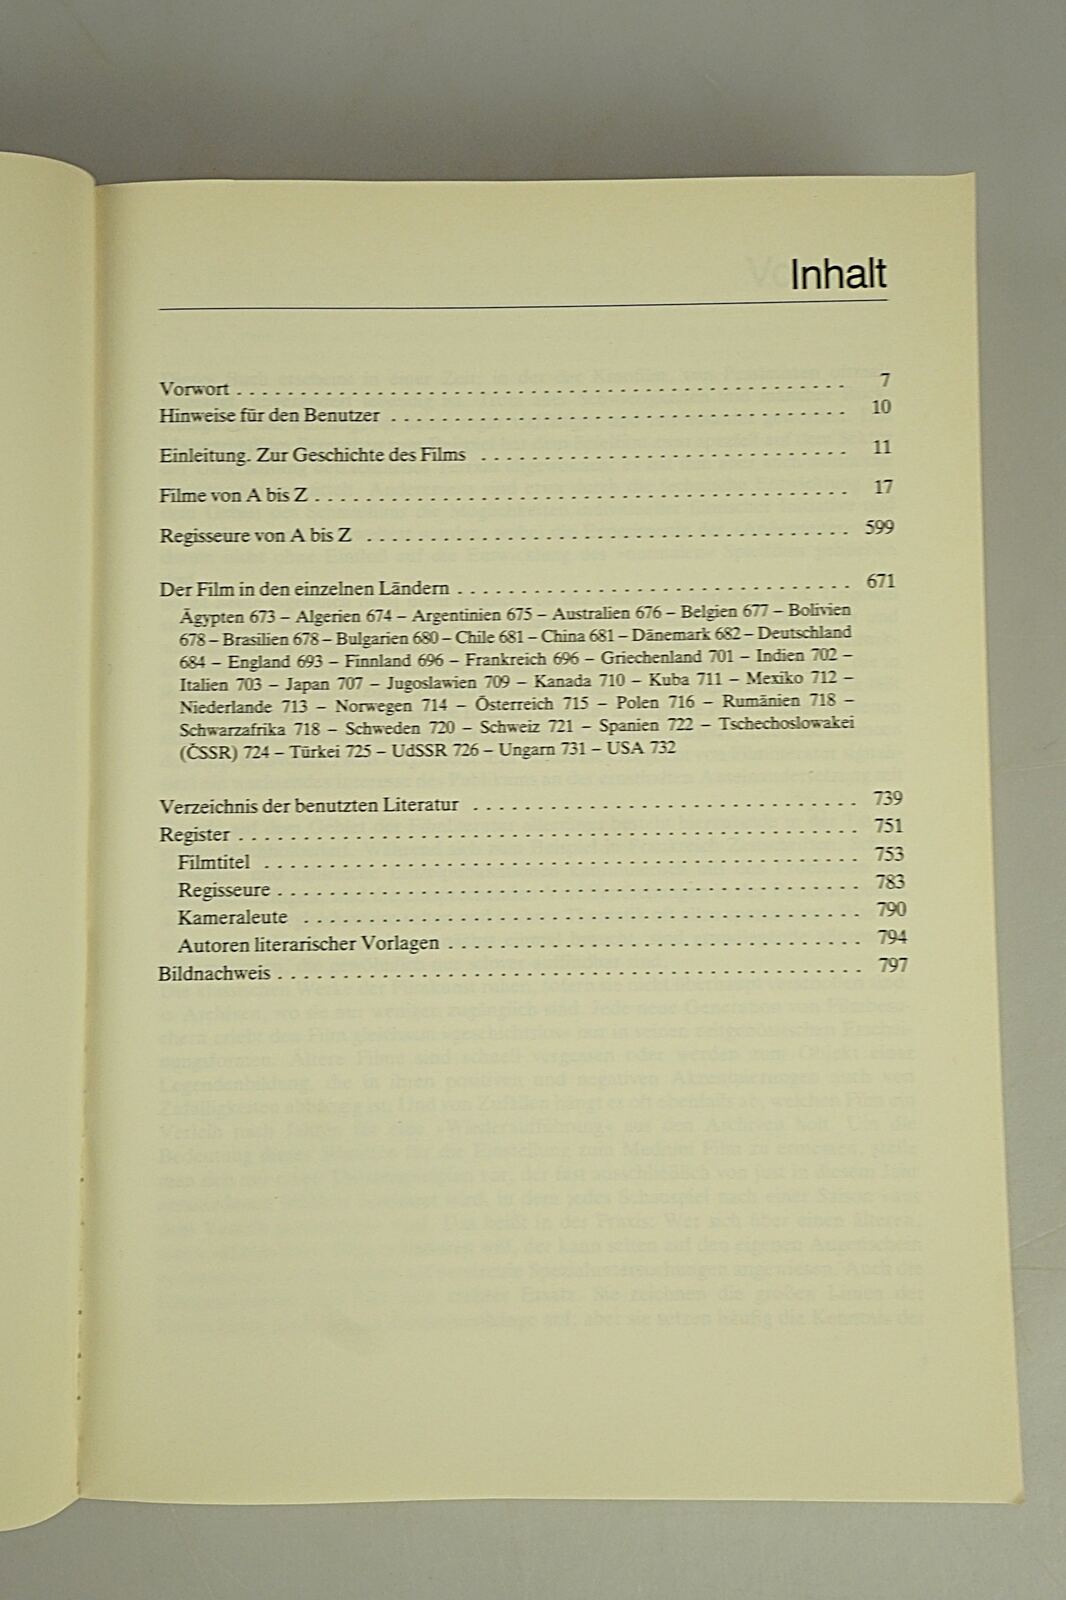 Inhalt
Vorwort . . . . . . . . . . . . . . . . . . . . 7
Hinweise für den Benutzer . . . . . . . . . . . . . . . . . . . . 10
Einleitung. Zur Geschichte des Films . . . . . . . . . . . . . . . . . . . . 11
Filme von A bis Z . . . . . . . . . . . . . . . . . . . . 17
Regisseure von A bis Z . . . . . . . . . . . . . . . . . . . . 599
Der Film in den einzelnen Ländern . . . . . . . . . . . . . . . . . . . . 671
Ägypten 673 – Algerien 674 – Argentinien 675 – Australien 676 – Belgien 677 – Bolivien
678 – Brasilien 678 – Bulgarien 680 – Chile 681 – China 681 – Dänemark 682 – Deutschland
684 – England 693 – Finnland 696 – Frankreich 696 – Griechenland 701 – Indien 702 –
Italien 703 – Japan 707 – Jugoslawien 709 – Kanada 710 – Kuba 711 – Mexiko 712 –
Niederlande 713 – Norwegen 714 – Österreich 715 – Polen 716 – Rumänien 718 –
Schwarzafrika 718 – Schweden 720 – Schweiz 721 – Spanien 722 – Tschechoslowakei
(ČSSR) 724 – Türkei 725 – UdSSR 726 – Ungarn 731 – USA 732
Verzeichnis der benutzten Literatur . . . . . . . . . . . . . . . . . . . . 739
Register . . . . . . . . . . . . . . . . . . . . 751
Filmtitel . . . . . . . . . . . . . . . . . . . . 753
Regisseure . . . . . . . . . . . . . . . . . . . . 783
Kameraleute . . . . . . . . . . . . . . . . . . . . 790
Autoren literarischer Vorlagen . . . . . . . . . . . . . . . . . . . . 794
Bildnachweis . . . . . . . . . . . . . . . . . . . . 797